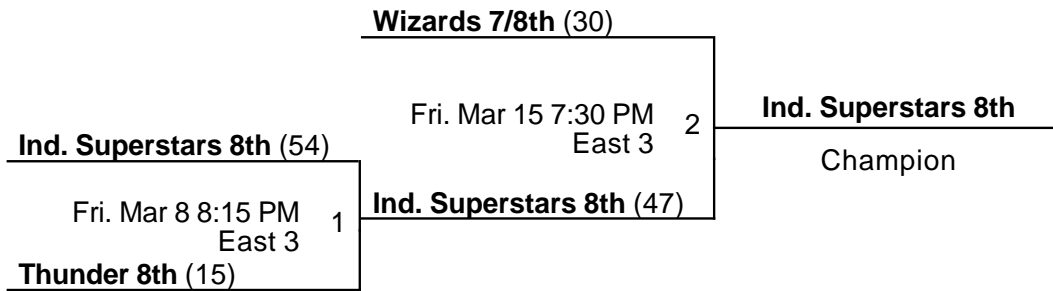 Wizards 7/8th (30)
Fri. Mar 15 7:30 PM
East 3
2
Ind. Superstars 8th
Champion
Ind. Superstars 8th (54)
Fri. Mar 8 8:15 PM
East 3
1
Ind. Superstars 8th (47)
Thunder 8th (15)